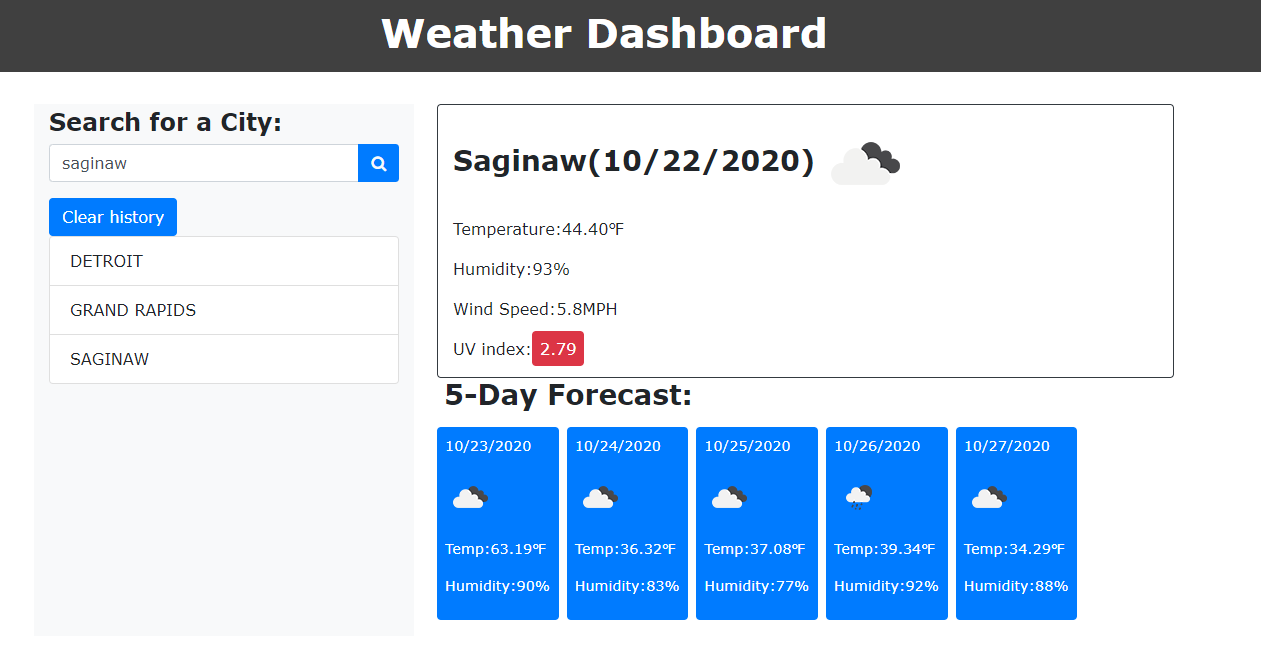 Weather Dashboard
Search for a City:
saginaw
Clear history
DETROIT
GRAND RAPIDS
SAGINAW
Saginaw(10/22/2020)
Temperature:44.40℉
Humidity:93%
Wind Speed:5.8MPH
UV index:2.79
5-Day Forecast:
10/23/2020
Temp:63.19℉
Humidity:90%
10/24/2020
Temp:36.32℉
Humidity:83%
10/25/2020
Temp:37.08℉
Humidity:77%
10/26/2020
Temp:39.34℉
Humidity:92%
10/27/2020
Temp:34.29℉
Humidity:88%